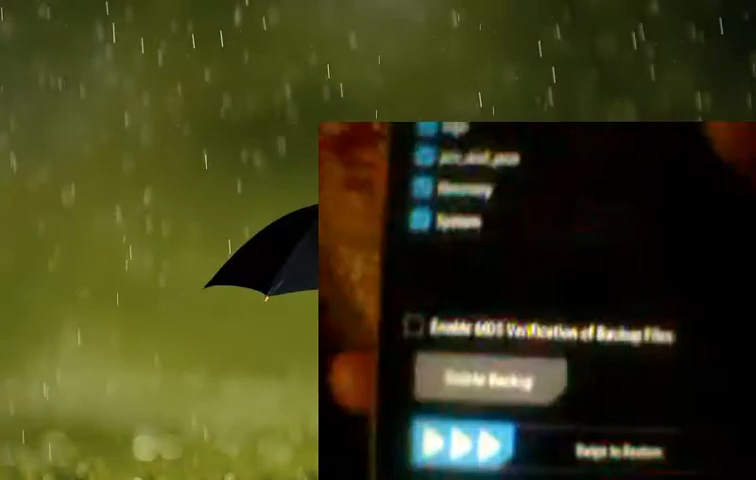 Recovery
System
Enable MD5 Verification of Backup Files
Delete Backup
Swipe to Restore